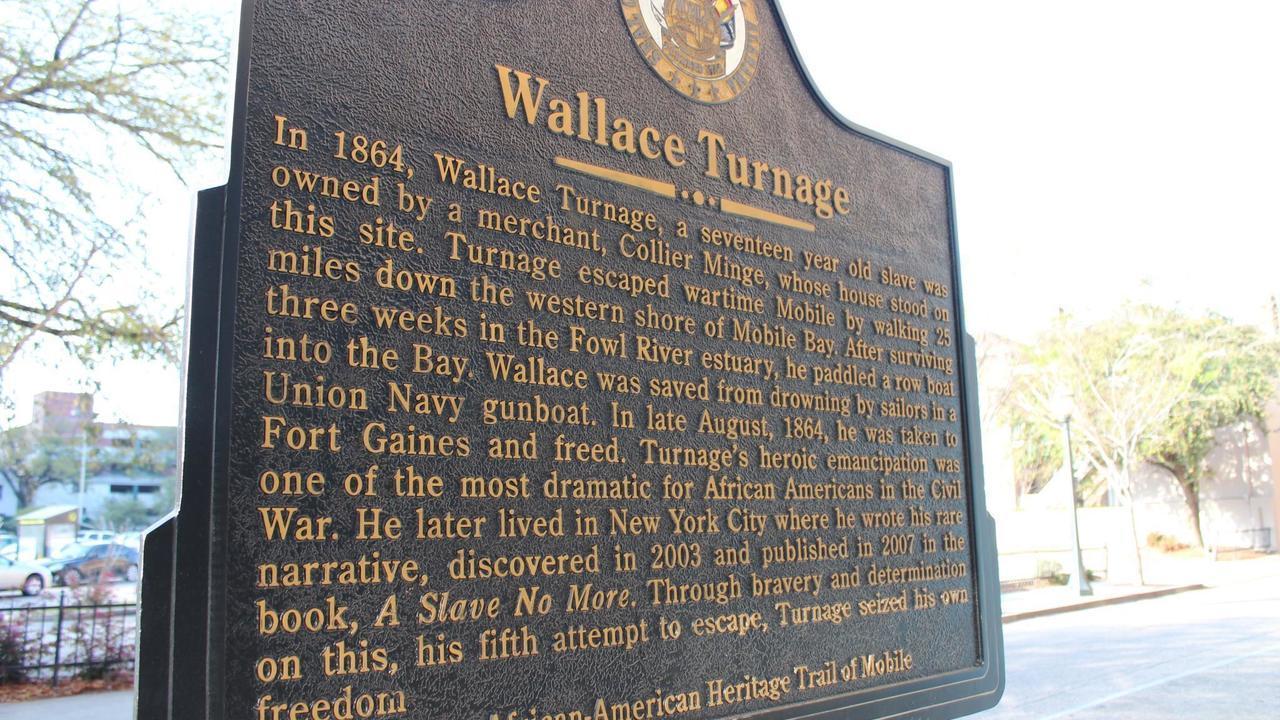 Wallace Turnage
In 1864, Wallace Turnage, a seventeen year old slave was
owned by a merchant, Collier Minge, whose house stood on
this site. Turnage escaped wartime Mobile by walking 25
miles down the western shore of Mobile Bay. After surviving
three weeks in the Fowl River estuary, he paddled a row boat
into the Bay. Wallace was saved from drowning by sailors in a
Union Navy gunboat. In late August, 1864, he was taken to
Fort Gaines and freed. Turnage's heroic emancipation was
one of the most dramatic for African Americans in the Civil
War. He later lived in New York City where he wrote his rare
narrative, discovered in 2003 and published in 2007 in the
book, A Slave No More. Through bravery and determination
on this, his fifth attempt to escape, Turnage seized his own
freedom
African-American Heritage Trail of Mobile